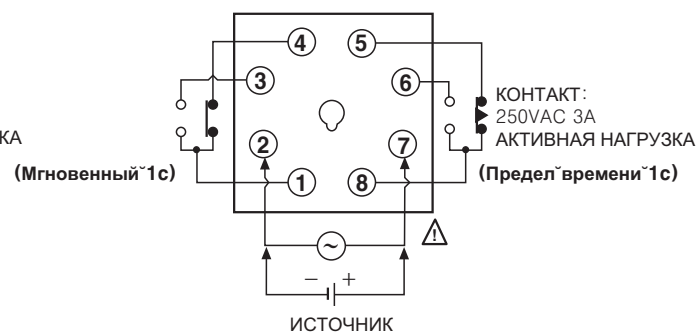 4 5
3 6
КОНТАКТ:
250VAC 3A
КА
АКТИВНАЯ НАГРУЗКА
2 7
(Мгновенный˘1с)
(Предел˘времени˘1с)
1 8
~
!
− +
ИСТОЧНИК